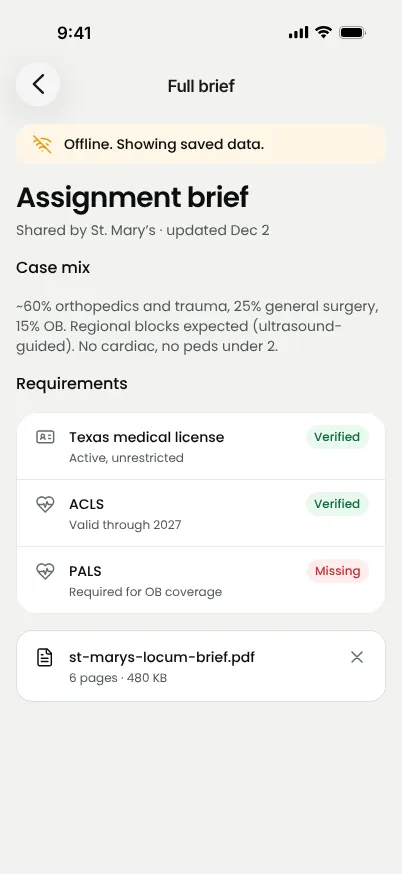 9:41
Full brief
Offline. Showing saved data.
Assignment brief
Shared by St. Mary’s · updated Dec 2
Case mix
~60% orthopedics and trauma, 25% general surgery,
15% OB. Regional blocks expected (ultrasound-
guided). No cardiac, no peds under 2.
Requirements
Texas medical license
Verified
Active, unrestricted
ACLS
Verified
Valid through 2027
PALS
Missing
Required for OB coverage
st-marys-locum-brief.pdf
6 pages · 480 KB